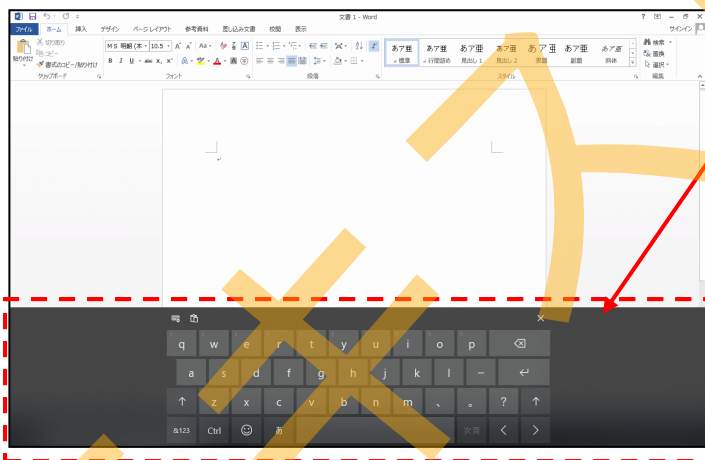 文書 1 - Word
サインイン
ファイル ホーム 挿入 デザイン ページ レイアウト 参考資料 差し込み文書 校閲 表示
貼り付け
切り取り
コピー
書式のコピー/貼り付け
クリップボード
MS 明朝 (本 10.5
A A Aa
B I U abc x₂ x² A A
フォント
段落
あア亜 あア亜 あア亜 あア亜 あア亜 あア亜 あア亜
標準 行間詰め 見出し 1 見出し 2 表題 副題 斜体
スタイル
検索
置換
選択
編集
q w e r t y u i o p
a s d f g h j k l −
z x c v b n m 、 。 ?
&123 Ctrl あ 次頁